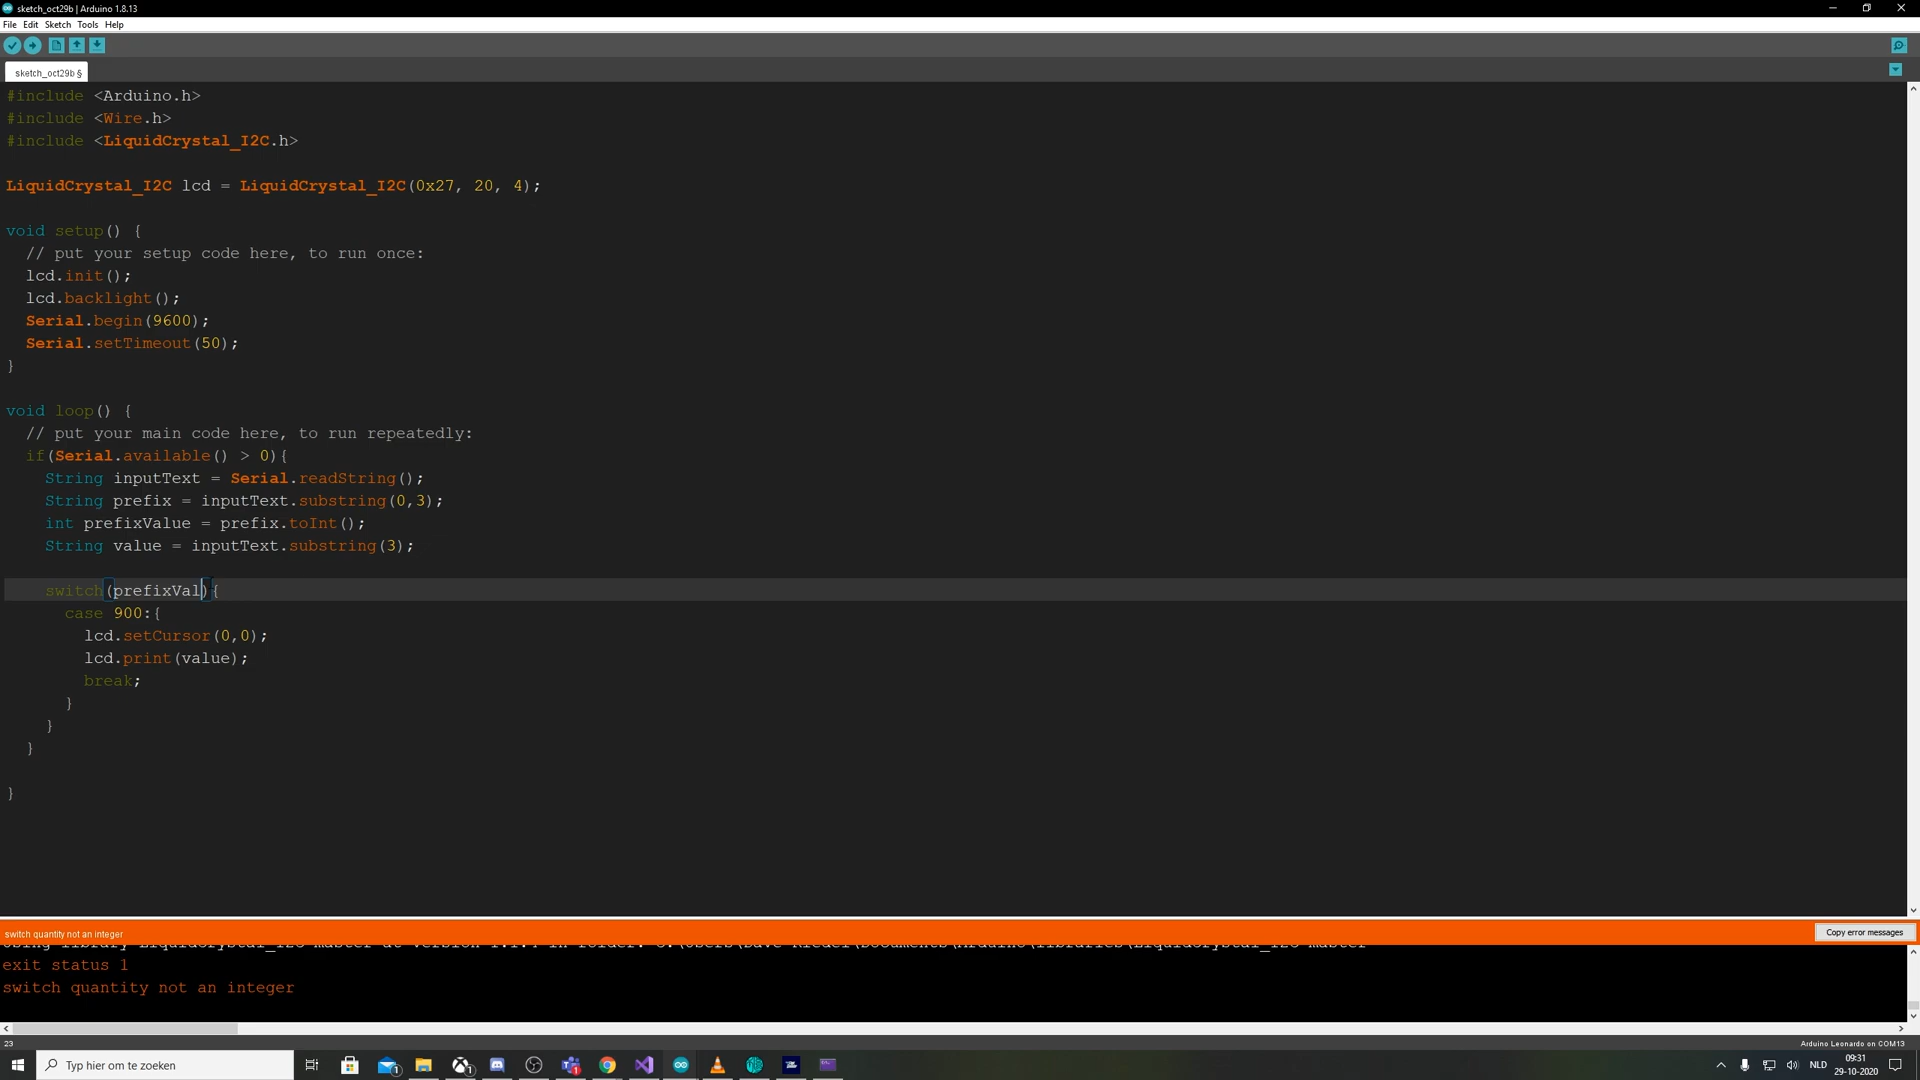 sketch_oct29b | Arduino 1.8.13
File Edit Sketch Tools Help
sketch_oct29b §
#include <Arduino.h>
#include <Wire.h>
#include <LiquidCrystal_I2C.h>
LiquidCrystal_I2C lcd = LiquidCrystal_I2C(0x27, 20, 4);
void setup() {
// put your setup code here, to run once:
lcd.init();
lcd.backlight();
Serial.begin(9600);
Serial.setTimeout(50);
}
void loop() {
// put your main code here, to run repeatedly:
if(Serial.available() > 0){
String inputText = Serial.readString();
String prefix = inputText.substring(0,3);
int prefixValue = prefix.toInt();
String value = inputText.substring(3);
switch(prefixVal){
case 900:{
lcd.setCursor(0,0);
lcd.print(value);
break;
}
}
}
}
switch quantity not an integer
Copy error messages
exit status 1
switch quantity not an integer
23
Arduino Leonardo on COM13
Typ hier om te zoeken
NLD
09:31
29-10-2020